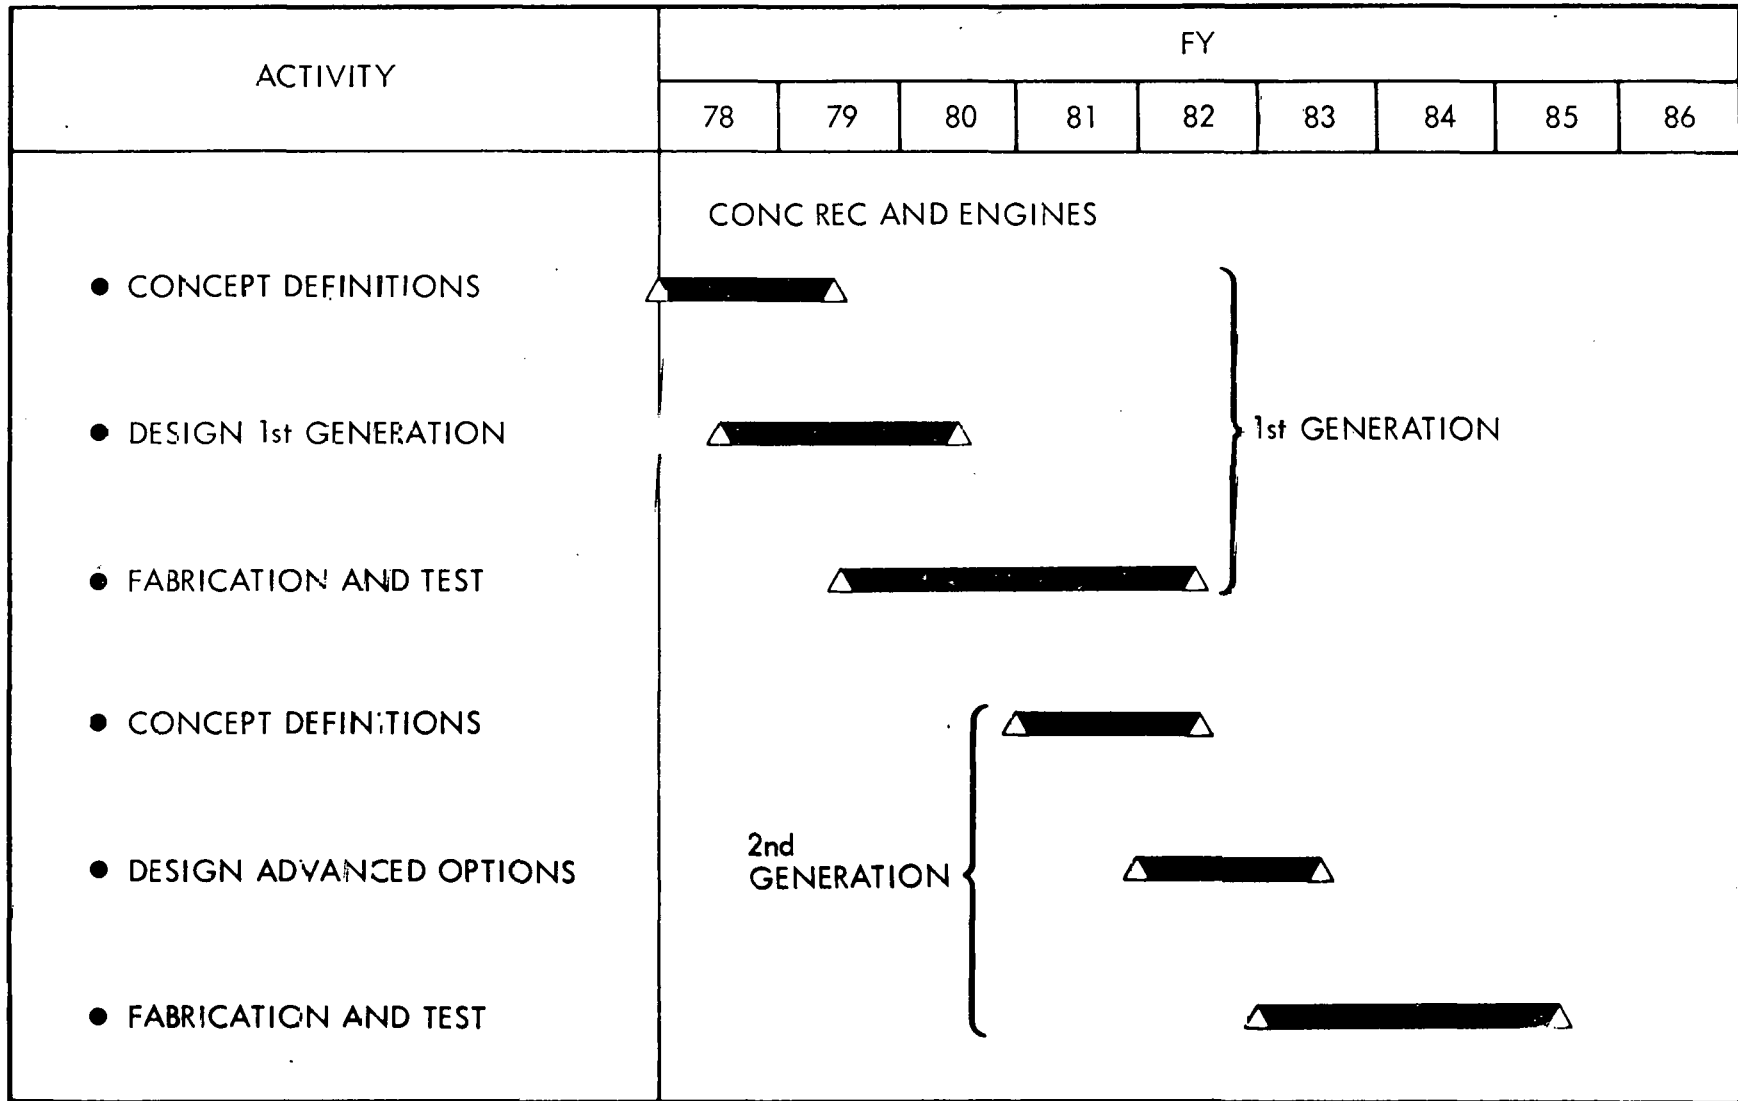 ACTIVITY
FY
78 79 80 81 82 83 84 85 86
CONC REC AND ENGINES
● CONCEPT DEFINITIONS
● DESIGN 1st GENERATION
1st GENERATION
● FABRICATION AND TEST
● CONCEPT DEFINITIONS
2nd
GENERATION
● DESIGN ADVANCED OPTIONS
● FABRICATION AND TEST